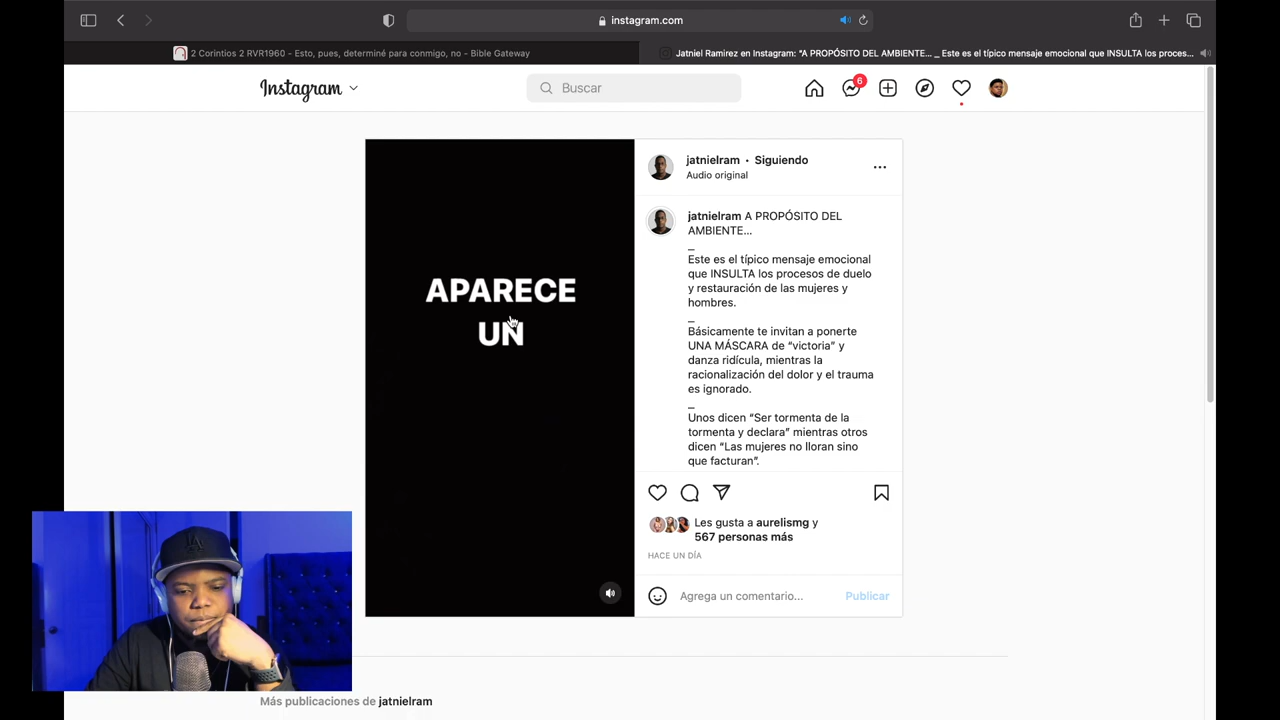 instagram.com
2 Corintios 2 RVR1960 - Esto, pues, determiné para conmigo, no - Bible Gateway
Jatniel Ramirez en Instagram: "A PROPÓSITO DEL AMBIENTE... _ Este es el típico mensaje emocional que INSULTA los proces...
Instagram
Buscar
6
jatnielram • Siguiendo
Audio original
jatnielram A PROPÓSITO DEL
AMBIENTE...
_
Este es el típico mensaje emocional
que INSULTA los procesos de duelo
y restauración de las mujeres y
hombres.
_
Básicamente te invitan a ponerte
UNA MÁSCARA de “victoria” y
danza ridícula, mientras la
racionalización del dolor y el trauma
es ignorado.
_
Unos dicen “Ser tormenta de la
tormenta y declara” mientras otros
dicen “Las mujeres no lloran sino
que facturan”.
APARECE
UN
Les gusta a aurelismg y
567 personas más
HACE UN DÍA
Agrega un comentario...
Publicar
LA
Más publicaciones de jatnielram